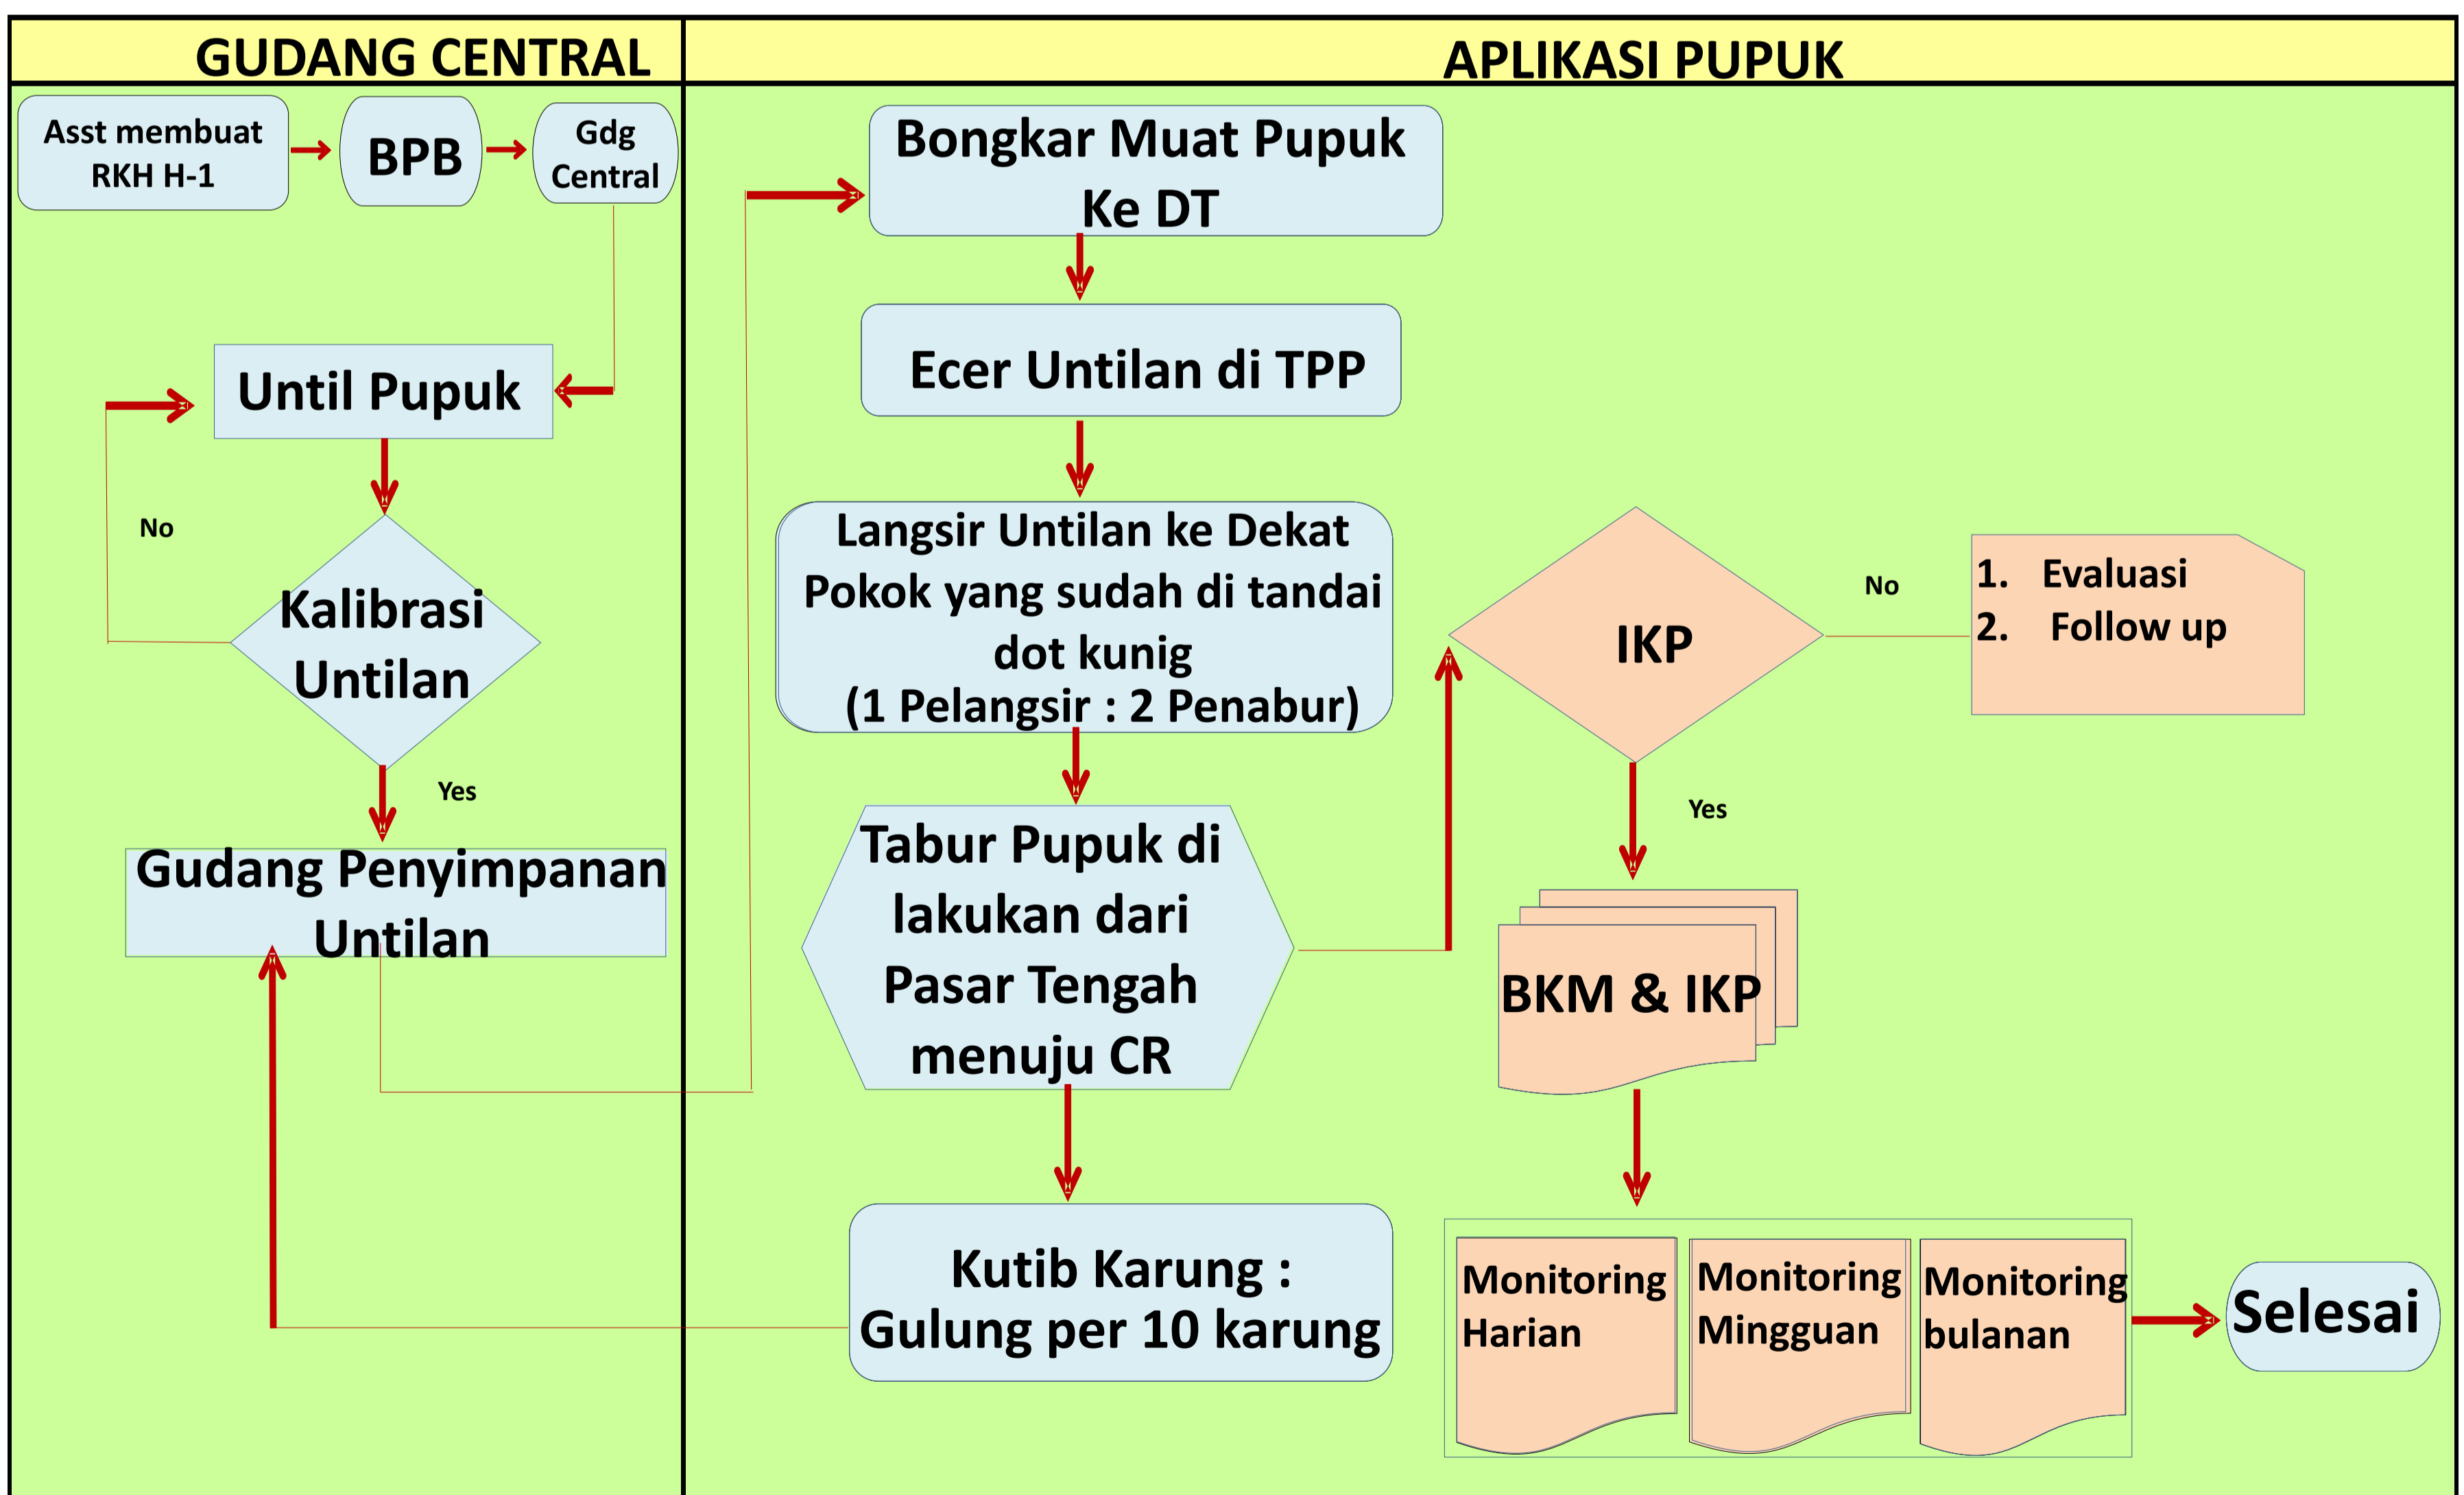 GUDANG CENTRAL
APLIKASI PUPUK
Asst membuat
RKH H-1
BPB
Gdg
Central
Until Pupuk
No
Kalibrasi
Untilan
Yes
Gudang Penyimpanan
Untilan
Bongkar Muat Pupuk
Ke DT
Ecer Untilan di TPP
Langsir Untilan ke Dekat
Pokok yang sudah di tandai
dot kunig
(1 Pelangsir : 2 Penabur)
Tabur Pupuk di
lakukan dari
Pasar Tengah
menuju CR
Kutib Karung :
Gulung per 10 karung
IKP
No
1. Evaluasi
2. Follow up
Yes
BKM & IKP
Monitoring
Harian
Monitoring
Mingguan
Monitoring
bulanan
Selesai